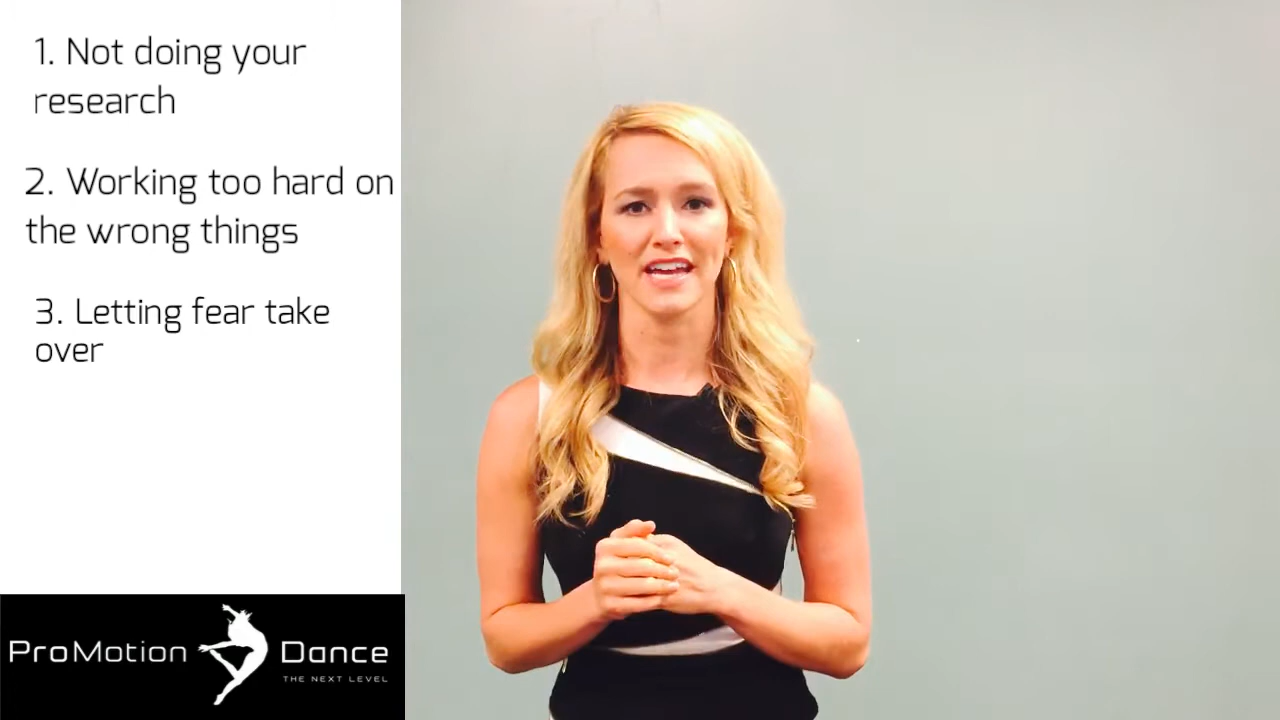 1. Not doing your
research
2. Working too hard on
the wrong things
3. Letting fear take
over
ProMotion Dance
THE NEXT LEVEL